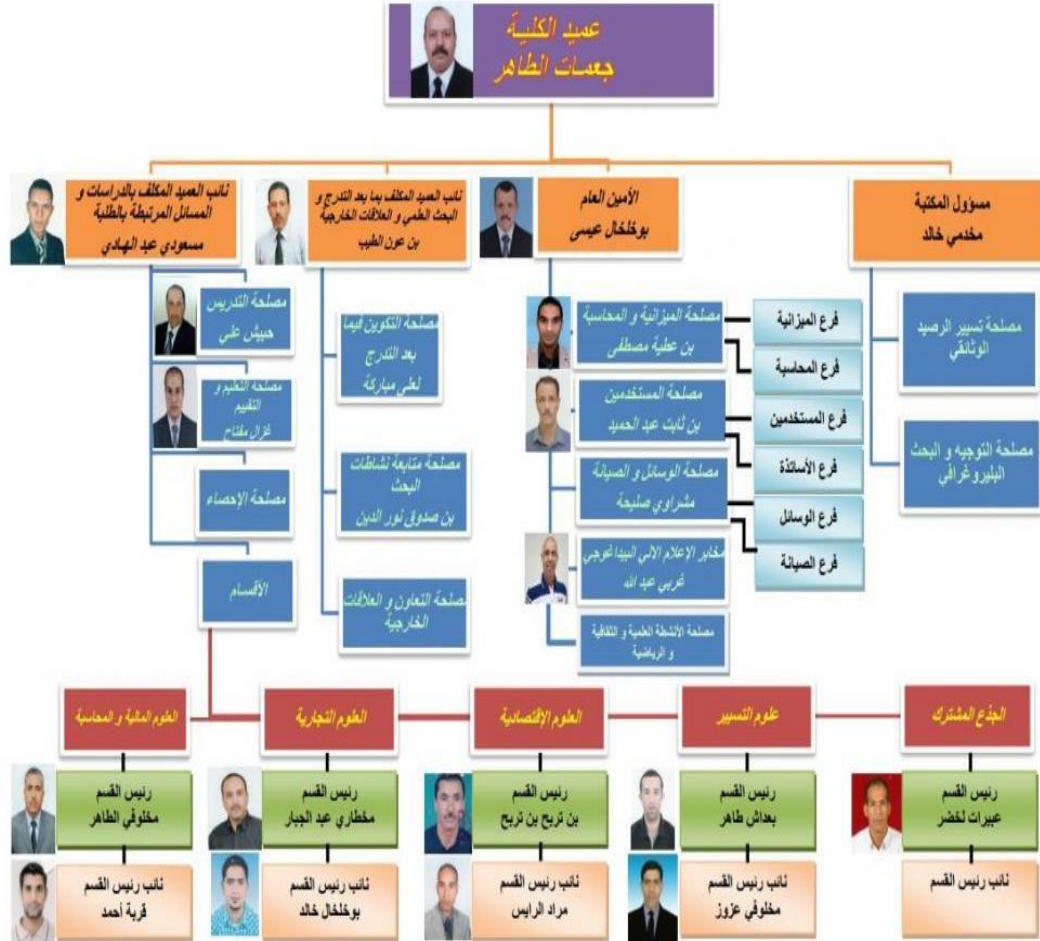 عميد الكلية
جعمات الطاهر
مسؤول المكتبة
مخدمي خالد
الأمين العام
بوخلخال عيسى
نائب العميد المكلف بما بعد التدرج و
البحث العلمي و العلاقات الخارجية
بن عون الطيب
نائب العميد المكلف بالدراسات و
المسائل المرتبطة بالطلبة
مسعودي عبد الهادي
مصلحة تسيير الرصيد
الوثائقي
مصلحة التوجيه و البحث
البليروغرافي
مصلحة الميزانية و المحاسبة
بن عطية مصطفى
فرع الميزانية
فرع المحاسبة
مصلحة المستخدمين
بن ثابت عبد الحميد
فرع المستخدمين
فرع الأساتذة
مصلحة الوسائل و الصيانة
مشراوي صليحة
فرع الوسائل
فرع الصيانة
مخابر الإعلام الالي البيداغوجي
غربي عبد الله
مصلحة الأنشطة العلمية و الثقافية
و الرياضية
مصلحة التكوين فيما
بعد التدرج
لعلى مباركة
مصلحة متابعة نشاطات
البحث
بن صدوق نور الدين
مصلحة التعاون و العلاقات
الخارجية
مصلحة التدريس
حبيش علي
مصلحة التعليم و
التقييم
غزال مفتاح
مصلحة الإحصاء
الأقسام
الجذع المشترك
علوم التسيير
العلوم الإقتصادية
العلوم التجارية
العلوم المالية و المحاسبة
رئيس القسم
عبيرات لخضر
رئيس القسم
بعداش طاهر
رئيس القسم
بن تربح بن تربح
رئيس القسم
مخطاري عبد الجبار
رئيس القسم
مخلوفي الطاهر
نائب رئيس القسم
نائب رئيس القسم
مخلوفي عزوز
نائب رئيس القسم
مراد الرايس
نائب رئيس القسم
بوخلخال خالد
نائب رئيس القسم
قرية أحمد